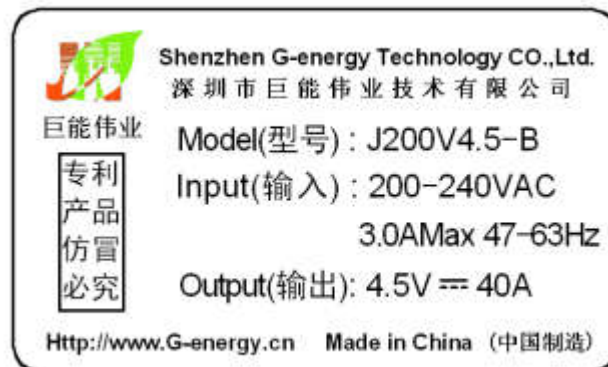 Shenzhen G-energy Technology CO.,Ltd.
深圳市巨能伟业技术有限公司
巨能伟业
专利
产品
仿冒
必究
Model(型号) : J200V4.5-B
Input(输入) : 200-240VAC
3.0AMax 47-63Hz
Output(输出): 4.5V ⎓ 40A
Http://www.G-energy.cn Made in China (中国制造)